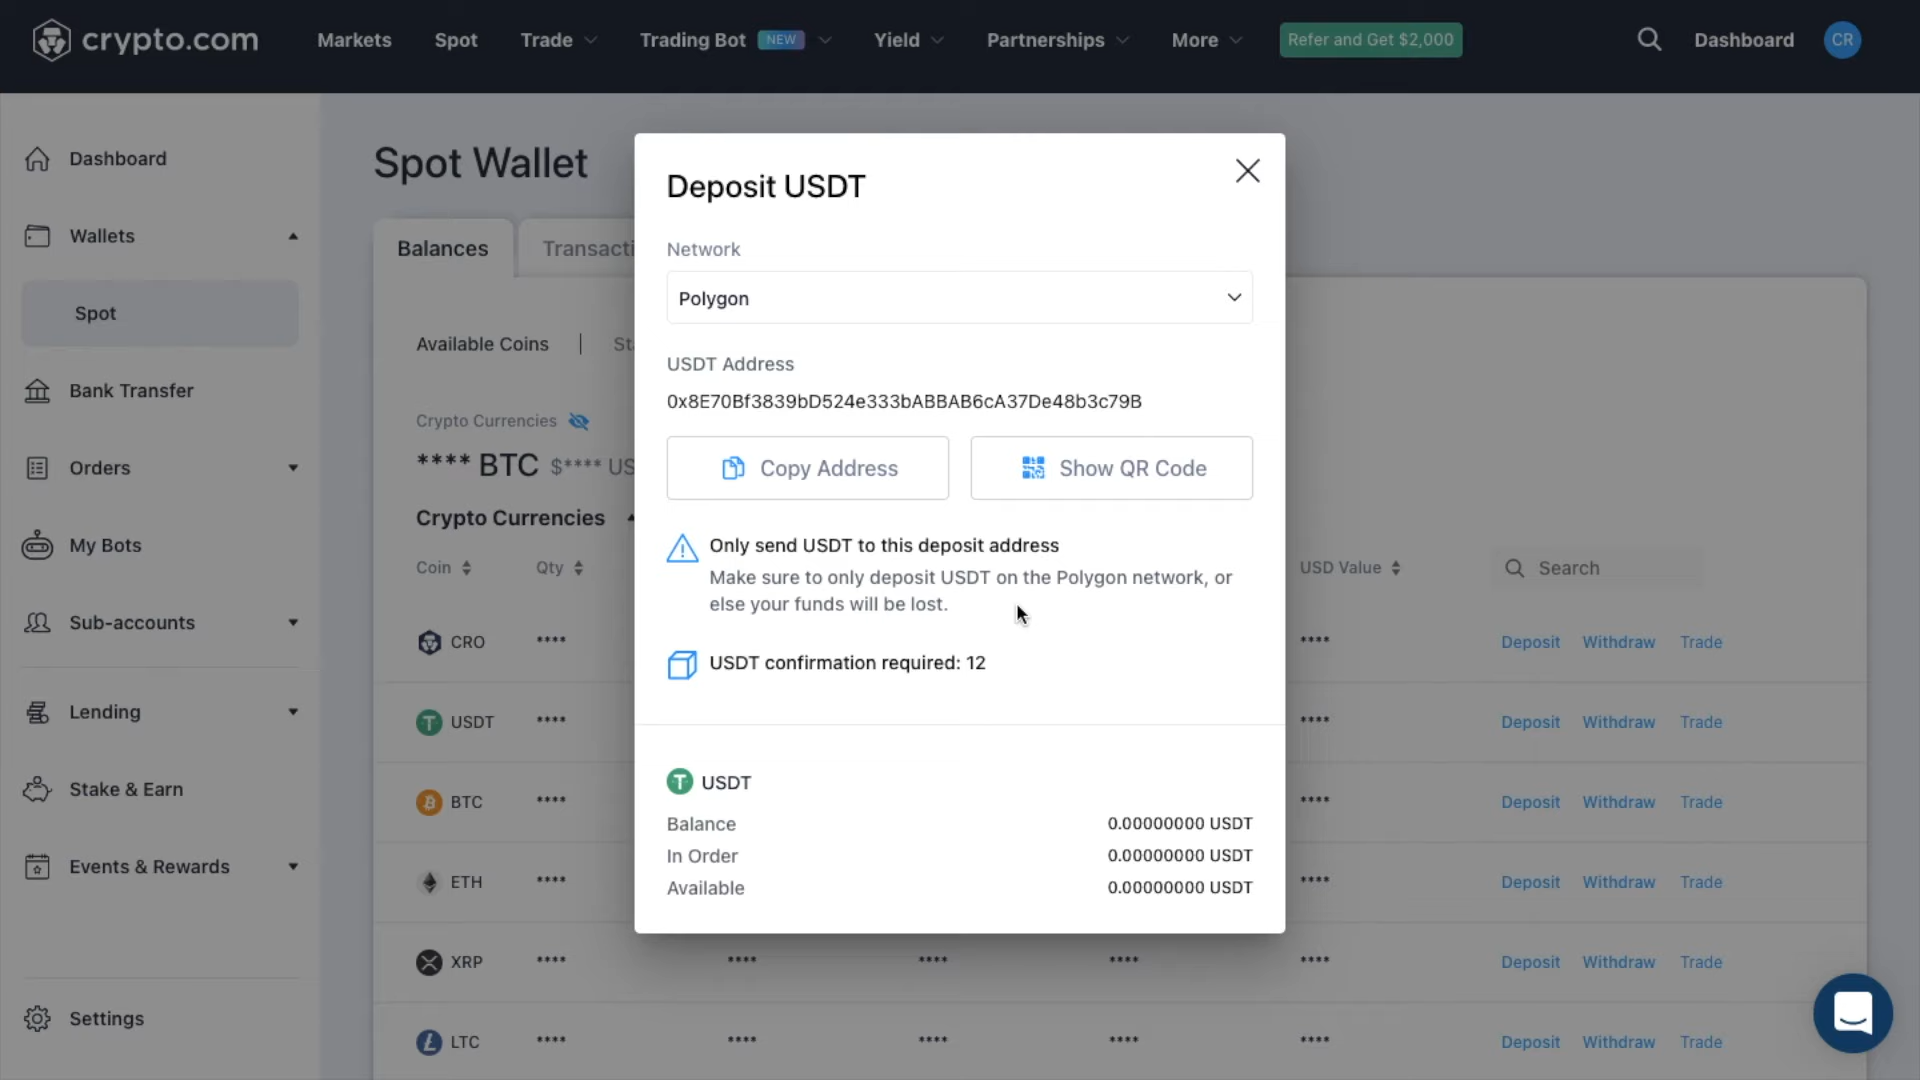 crypto.com
Markets Spot Trade Trading Bot NEW Yield Partnerships More Refer and Get $2,000 Dashboard CR
Dashboard
Wallets
Spot
Bank Transfer
Orders
My Bots
Sub-accounts
Lending
Stake & Earn
Events & Rewards
Settings
Spot Wallet
Balances Transacti
Available Coins | St
Crypto Currencies
**** BTC $**** US
Crypto Currencies
Coin Qty USD Value Search
CRO **** **** Deposit Withdraw Trade
USDT **** **** Deposit Withdraw Trade
BTC **** **** Deposit Withdraw Trade
ETH **** **** Deposit Withdraw Trade
XRP **** **** **** **** **** Deposit Withdraw Trade
LTC **** **** **** **** **** Deposit Withdraw Trade
Deposit USDT
Network
Polygon
USDT Address
0x8E70Bf3839bD524e333bABBAB6cA37De48b3c79B
Copy Address Show QR Code
Only send USDT to this deposit address
Make sure to only deposit USDT on the Polygon network, or
else your funds will be lost.
USDT confirmation required: 12
USDT
Balance 0.00000000 USDT
In Order 0.00000000 USDT
Available 0.00000000 USDT